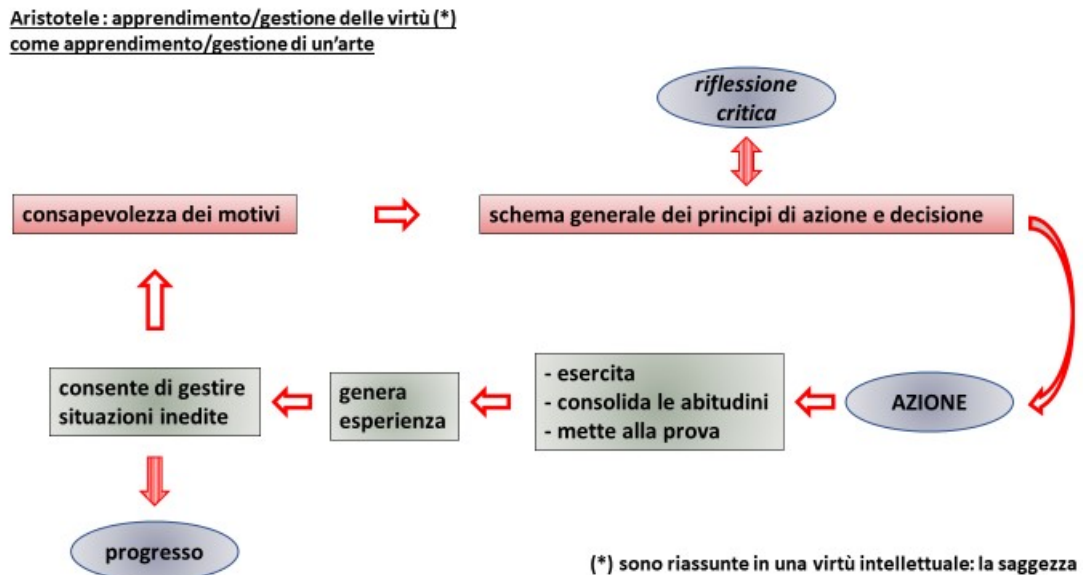 Aristotele : apprendimento/gestione delle virtù (*)
come apprendimento/gestione di un'arte
riflessione
critica
consapevolezza dei motivi
schema generale dei principi di azione e decisione
consente di gestire
situazioni inedite
genera
esperienza
- esercita
- consolida le abitudini
- mette alla prova
AZIONE
progresso
(*) sono riassunte in una virtù intellettuale: la saggezza